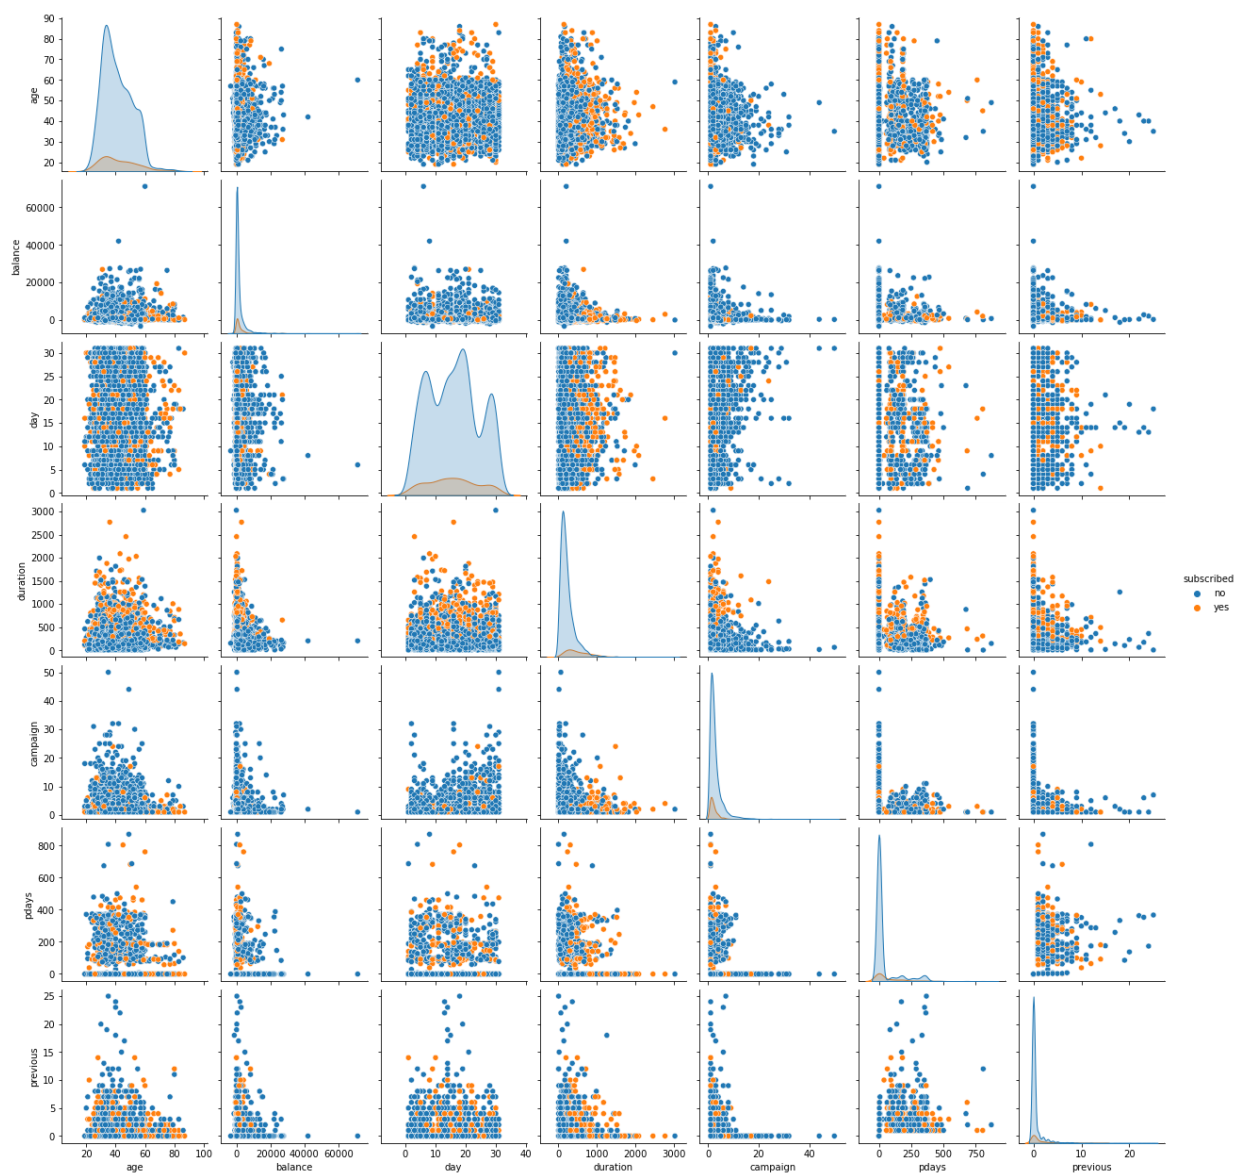 90
80
70
60
50
40
30
20
age
60000
40000
20000
0
balance
30
25
20
15
10
5
0
day
3000
2500
2000
1500
1000
500
0
duration
subscribed
no
yes
50
40
30
20
10
0
campaign
800
600
400
200
0
pdays
25
20
15
10
5
0
previous
20 40 60 80 100
0 20000 40000 60000
0 10 20 30 40
0 1000 2000 3000
0 20 40
0 250 500 750
0 10 20
age balance day duration campaign pdays previous